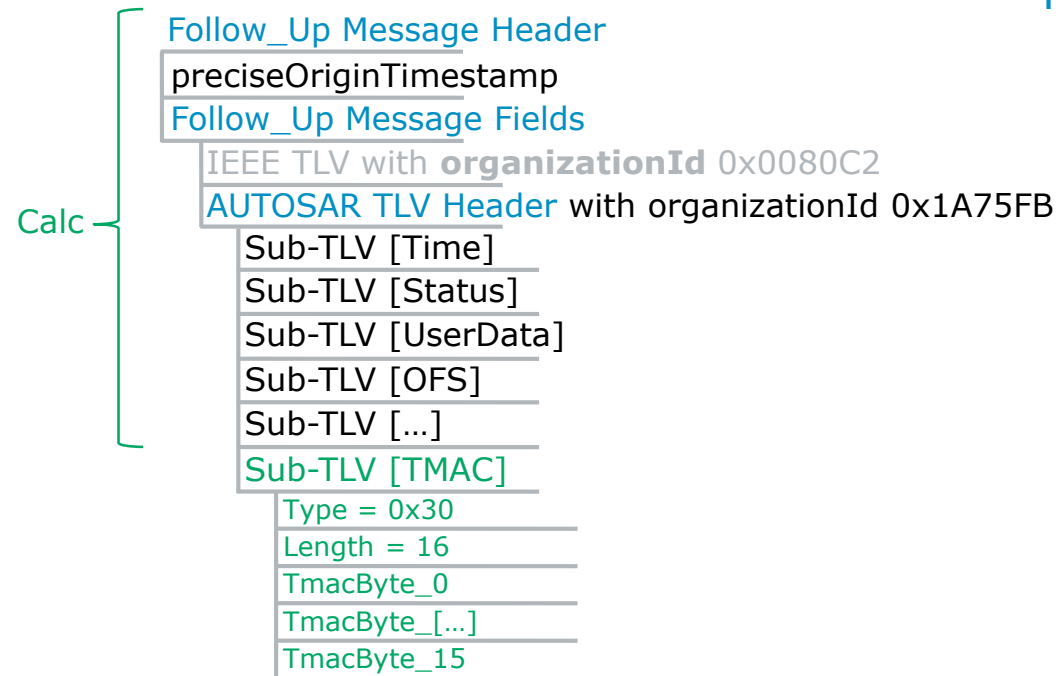 Follow_Up Message Header
preciseOriginTimestamp
Follow_Up Message Fields
IEEE TLV with organizationId 0x0080C2
AUTOSAR TLV Header with organizationId 0x1A75FB
Calc
Sub-TLV [Time]
Sub-TLV [Status]
Sub-TLV [UserData]
Sub-TLV [OFS]
Sub-TLV […]
Sub-TLV [TMAC]
Type = 0x30
Length = 16
TmacByte_0
TmacByte_[…]
TmacByte_15